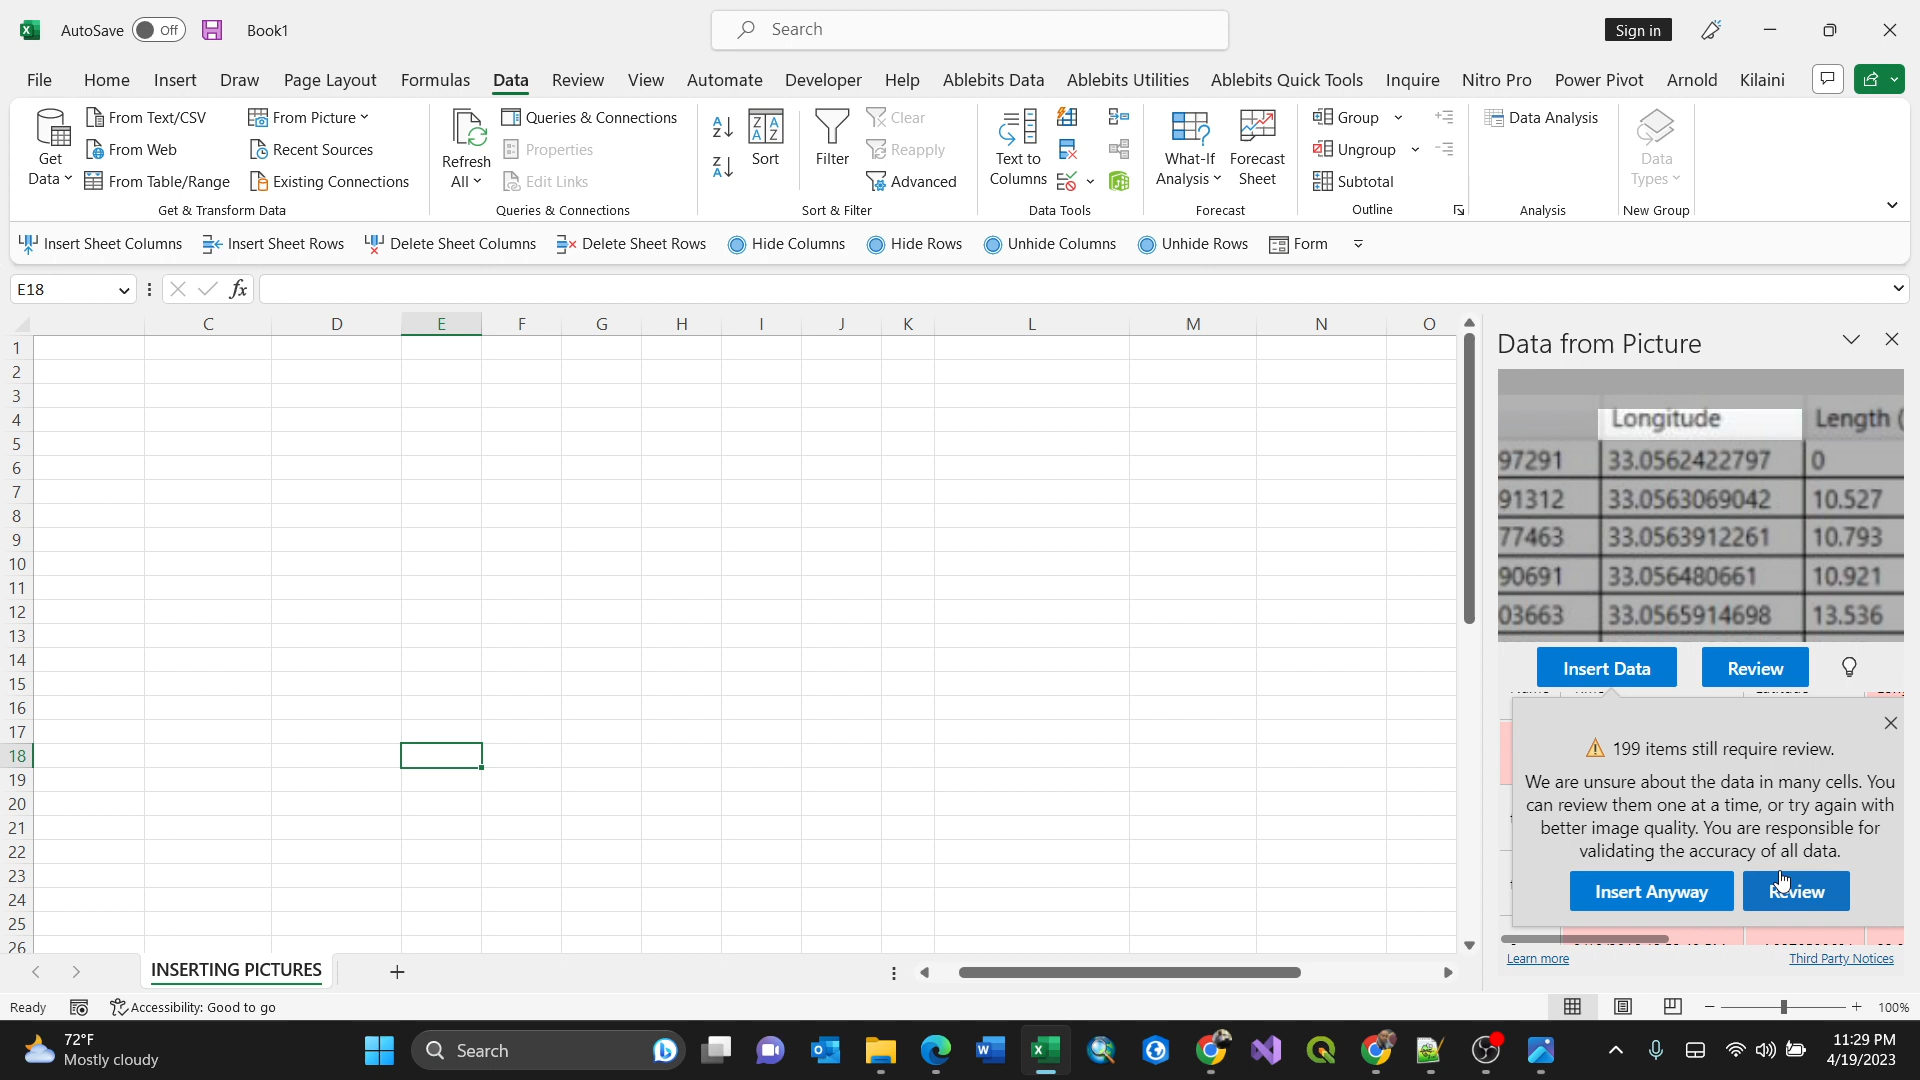 AutoSave Off Book1 Search Sign in
File Home Insert Draw Page Layout Formulas Data Review View Automate Developer Help Ablebits Data Ablebits Utilities Ablebits Quick Tools Inquire Nitro Pro Power Pivot Arnold Kilaini
Get Data
From Text/CSV
From Web
From Table/Range
From Picture
Recent Sources
Existing Connections
Get & Transform Data
Refresh All
Queries & Connections
Properties
Edit Links
Queries & Connections
Sort
Filter
Clear
Reapply
Advanced
Sort & Filter
Text to Columns
Data Tools
What-If Analysis
Forecast Sheet
Forecast
Group
Ungroup
Subtotal
Outline
Data Analysis
Analysis
Data Types
New Group
Insert Sheet Columns Insert Sheet Rows Delete Sheet Columns Delete Sheet Rows Hide Columns Hide Rows Unhide Columns Unhide Rows Form
E18 fx
C D E F G H I J K L M N O
1
2
3
4
5
6
7
8
9
10
11
12
13
14
15
16
17
18
19
20
21
22
23
24
25
26
Data from Picture
Longitude Length (
97291 33.0562422797 0
91312 33.0563069042 10.527
77463 33.0563912261 10.793
90691 33.056480661 10.921
03663 33.0565914698 13.536
Insert Data Review
199 items still require review.
We are unsure about the data in many cells. You
can review them one at a time, or try again with
better image quality. You are responsible for
validating the accuracy of all data.
Insert Anyway Review
Learn more Third Party Notices
INSERTING PICTURES
Ready Accessibility: Good to go 100%
72°F
Mostly cloudy
Search
11:29 PM
4/19/2023